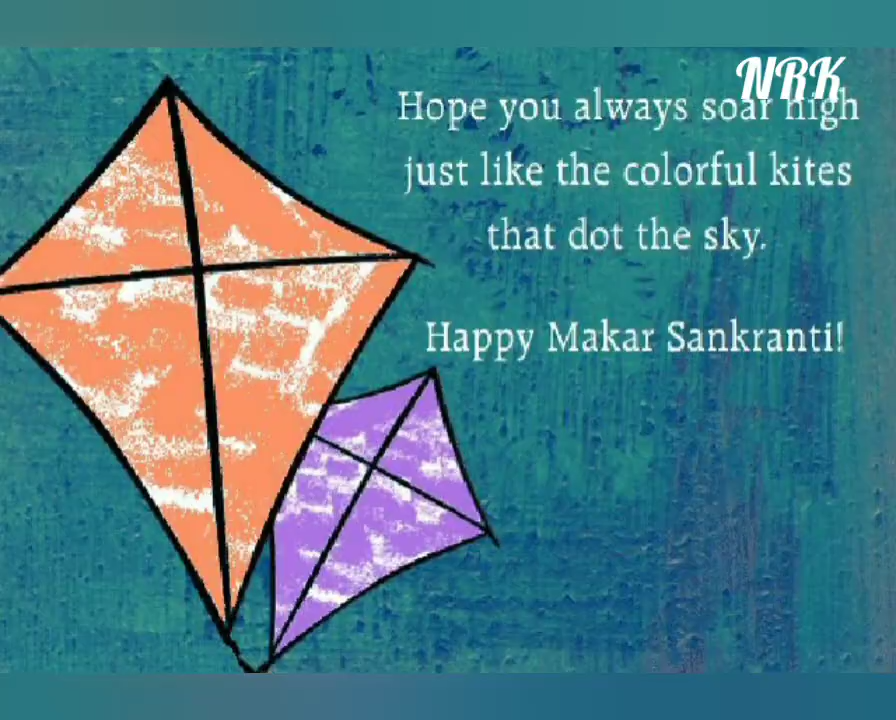 NRK
Hope you always soar high
just like the colorful kites
that dot the sky.
Happy Makar Sankranti!